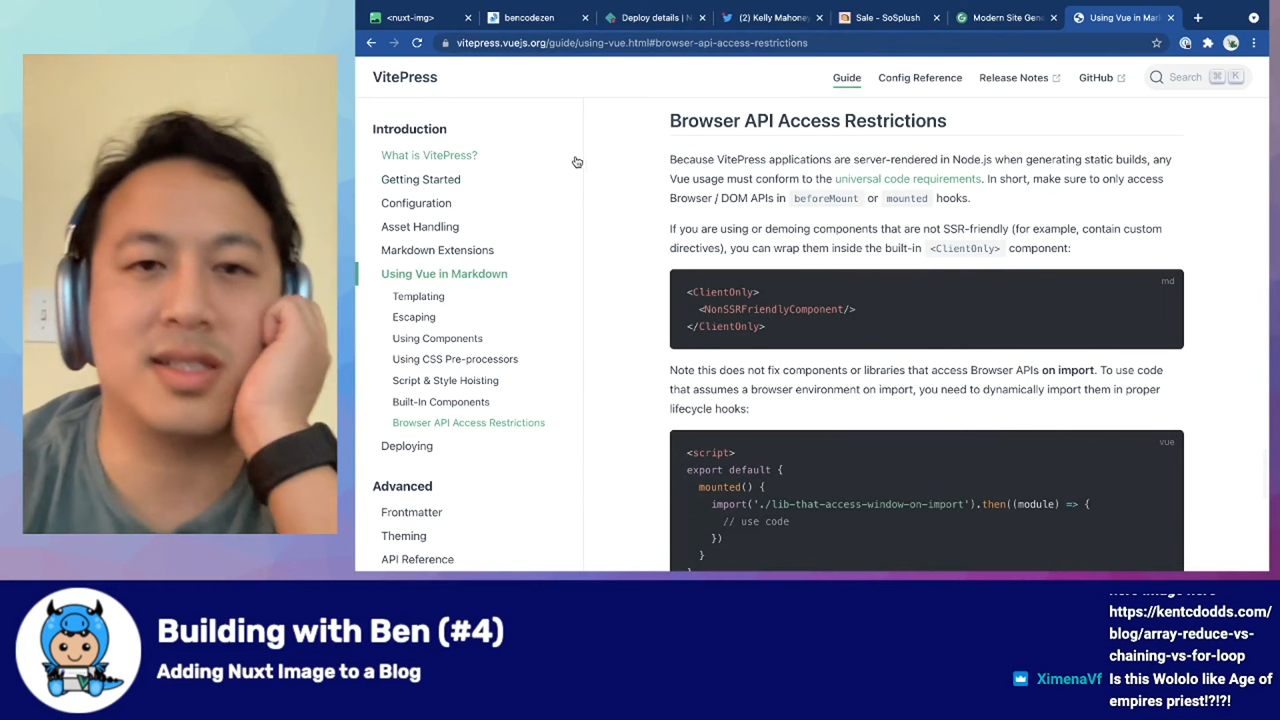 <nuxt-img>
bencodezen
Deploy details | N
(2) Kelly Mahoney
Sale - SoSplush
Modern Site Gen
Using Vue in Mark
vitepress.vuejs.org/guide/using-vue.html#browser-api-access-restrictions
VitePress
Guide
Config Reference
Release Notes
GitHub
Search
⌘ K
Introduction
What is VitePress?
Getting Started
Configuration
Asset Handling
Markdown Extensions
Using Vue in Markdown
Templating
Escaping
Using Components
Using CSS Pre-processors
Script & Style Hoisting
Built-In Components
Browser API Access Restrictions
Deploying
Advanced
Frontmatter
Theming
API Reference
Browser API Access Restrictions
Because VitePress applications are server-rendered in Node.js when generating static builds, any
Vue usage must conform to the universal code requirements. In short, make sure to only access
Browser / DOM APIs in beforeMount or mounted hooks.
If you are using or demoing components that are not SSR-friendly (for example, contain custom
directives), you can wrap them inside the built-in <ClientOnly> component:
md
<ClientOnly>
<NonSSRFriendlyComponent/>
</ClientOnly>
Note this does not fix components or libraries that access Browser APIs on import. To use code
that assumes a browser environment on import, you need to dynamically import them in proper
lifecycle hooks:
vue
<script>
export default {
mounted() {
import('./lib-that-access-window-on-import').then((module) => {
// use code
})
}
Building with Ben (#4)
Adding Nuxt Image to a Blog
https://kentcdodds.com/
blog/array-reduce-vs-
chaining-vs-for-loop
XimenaVf Is this Wololo like Age of
empires priest!?!?!